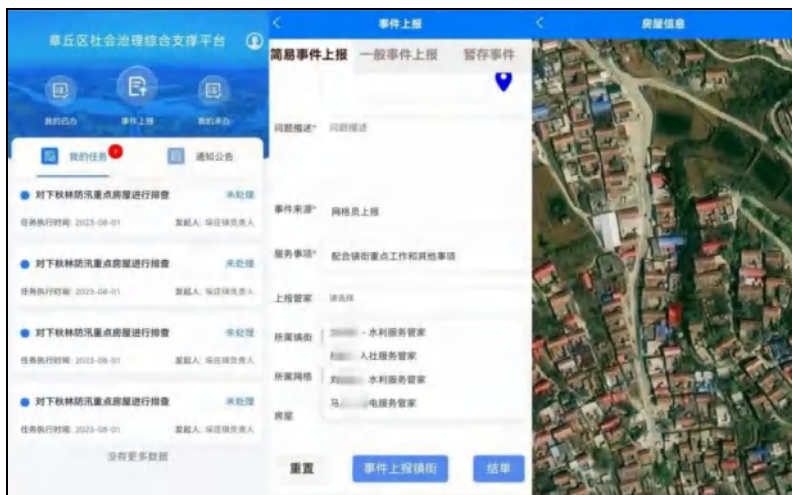 章丘区社会治理综合支撑平台
我的已办
事件上报
我的承办
我的任务
通知公告
对下秋林防汛重点房屋进行排查
未处理
任务执行时间: 2023-08-01
对下秋林防汛重点房屋进行排查
未处理
任务执行时间: 2023-08-01
对下秋林防汛重点房屋进行排查
未处理
任务执行时间: 2023-08-01
对下秋林防汛重点房屋进行排查
未处理
任务执行时间: 2023-08-01
没有更多数据
事件上报
简易事件上报
一般事件上报
暂存事件
问题描述*
问题描述
事件来源*
网格员上报
服务事项*
配合镇街重点工作和其他事项
上报管家
请选择
所属镇街
- 水利服务管家
人社服务管家
所属网格
水利服务管家
电服务管家
房屋
重置
事件上报镇街
结单
房屋信息